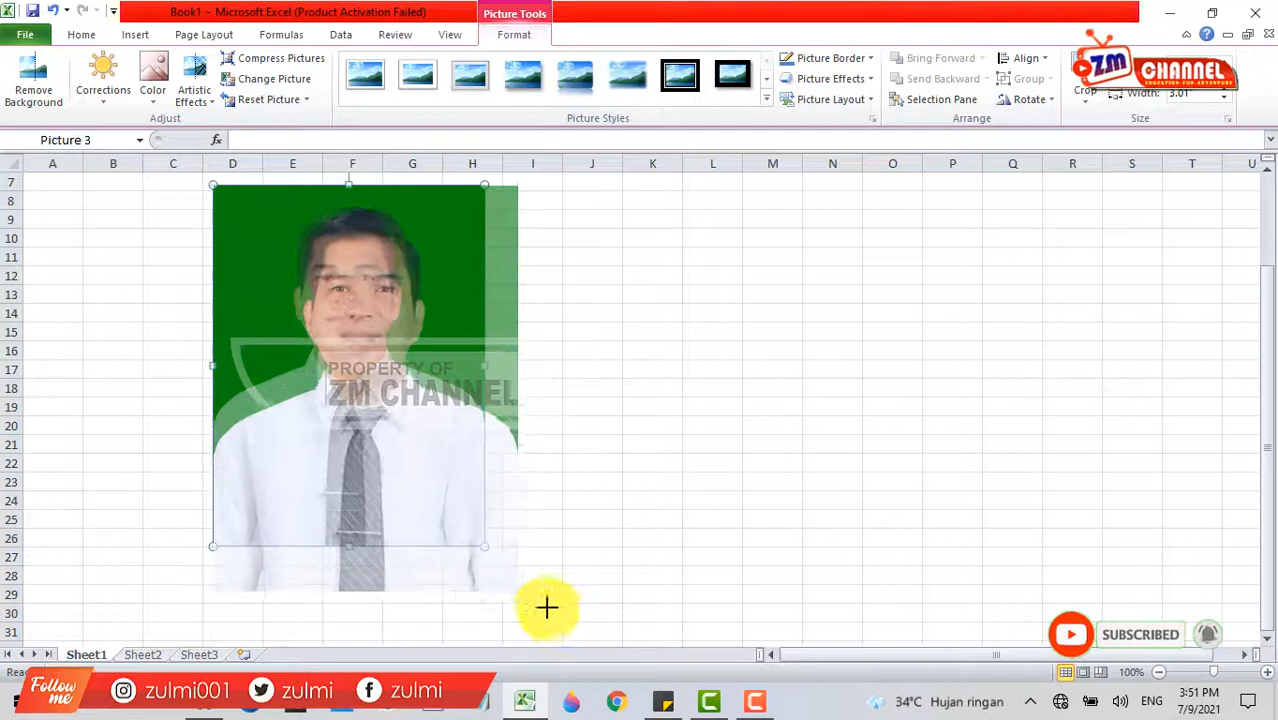 Book1 - Microsoft Excel (Product Activation Failed)
Picture Tools
File Home Insert Page Layout Formulas Data Review View Format
Remove Background
Corrections
Color
Artistic Effects
Compress Pictures
Change Picture
Reset Picture
Adjust
Picture Styles
Picture Border
Picture Effects
Picture Layout
Bring Forward
Send Backward
Selection Pane
Align
Group
Rotate
Arrange
Crop
Width: 3.01"
Size
ZM CHANNEL
Picture 3
fx
A B C D E F G H I J K L M N O P Q R S T U
7
8
9
10
11
12
13
14
15
16
17
18
19
20
21
22
23
24
25
26
27
28
29
30
31
PROPERTY OF
ZM CHANNEL
SUBSCRIBED
Sheet1 Sheet2 Sheet3
100%
Follow me
zulmi001 zulmi zulmi
34°C Hujan ringan
ENG
3:51 PM
7/9/2021